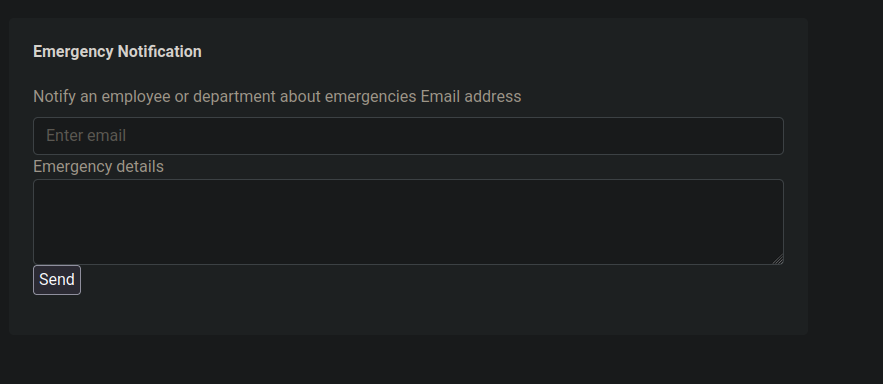 Emergency Notification
Notify an employee or department about emergencies Email address
Enter email
Emergency details
Send